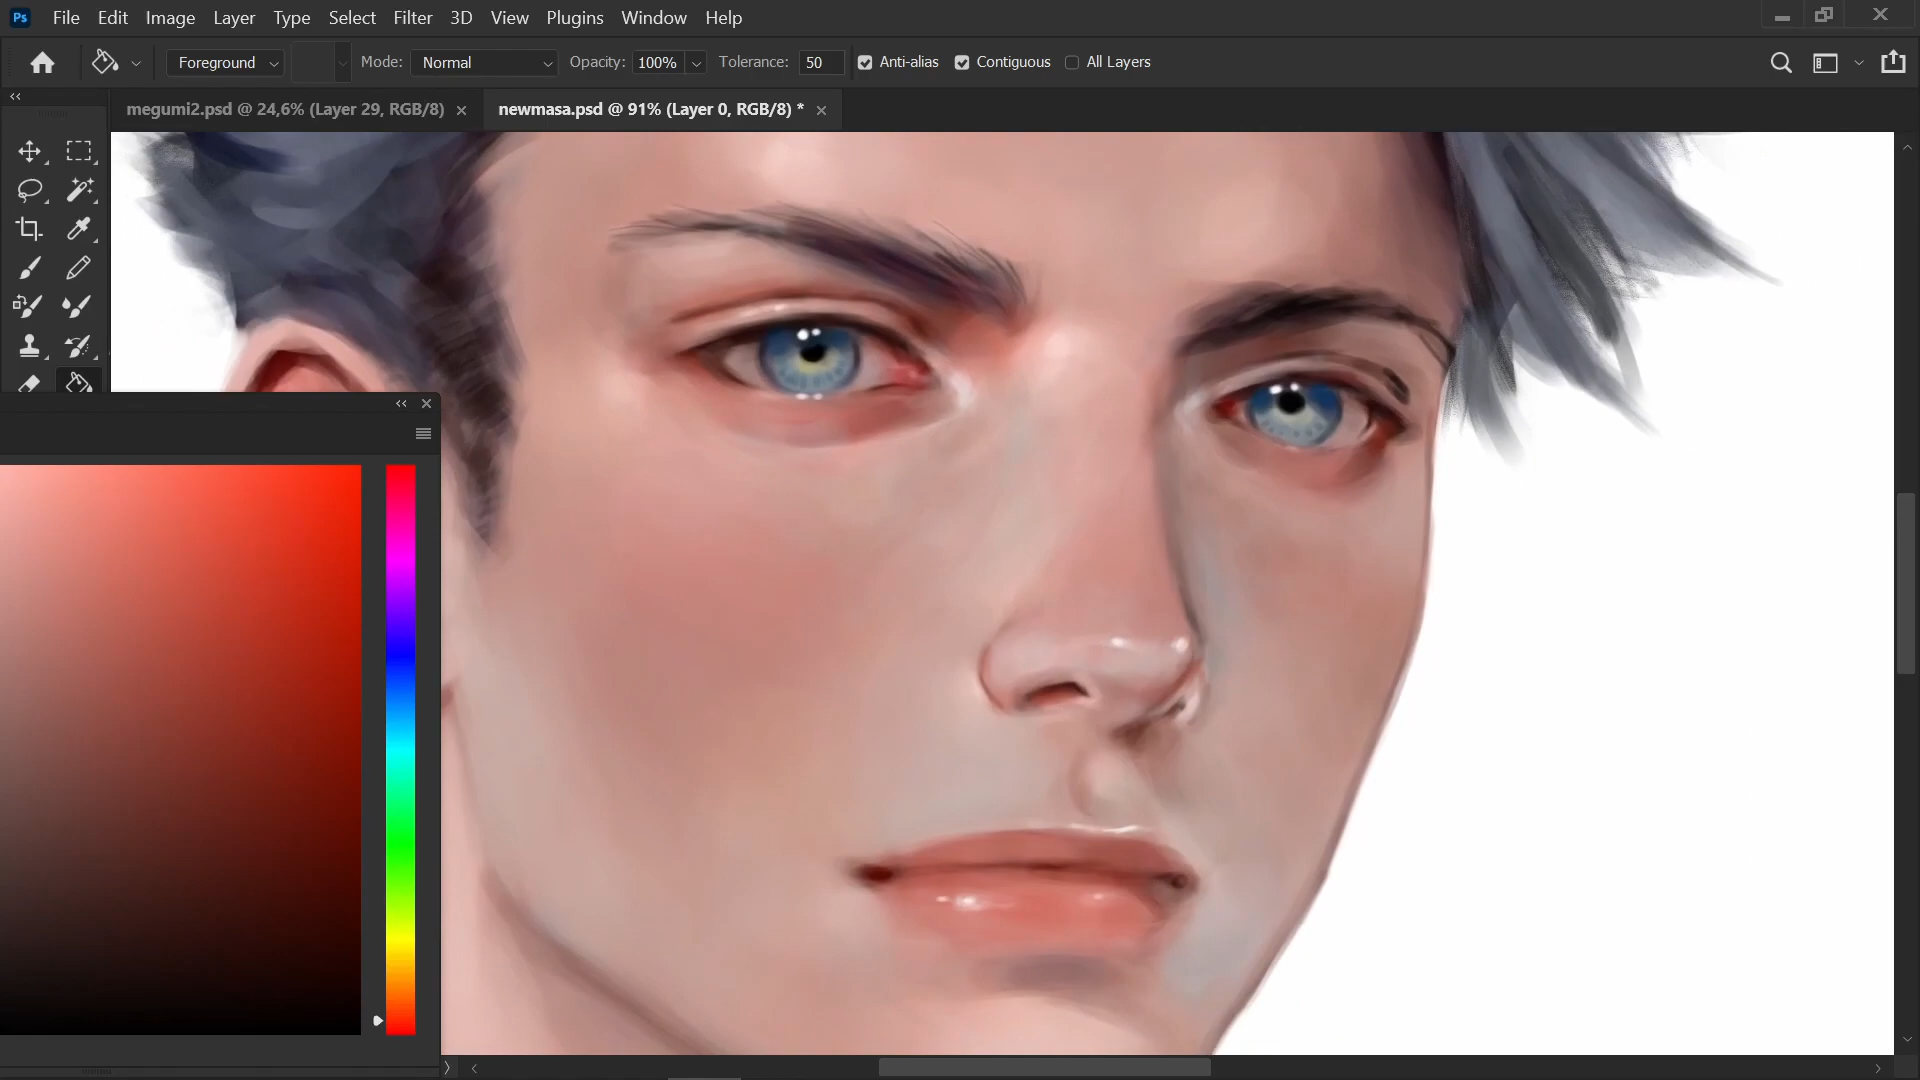 Ps File Edit Image Layer Type Select Filter 3D View Plugins Window Help
Foreground Mode: Normal Opacity: 100% Tolerance: 50 Anti-alias Contiguous All Layers
megumi2.psd @ 24,6% (Layer 29, RGB/8) newmasa.psd @ 91% (Layer 0, RGB/8) *